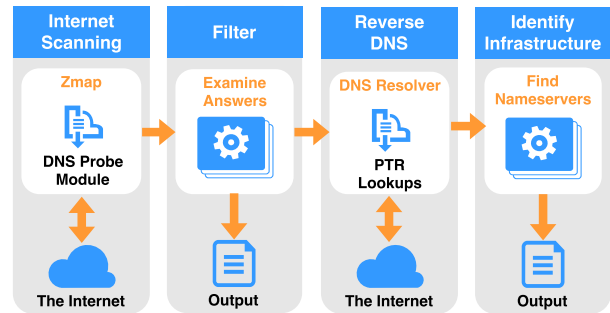 Internet
Scanning
Zmap
DNS Probe
Module
The Internet
Filter
Examine
Answers
Output
Reverse
DNS
DNS Resolver
PTR
Lookups
The Internet
Identify
Infrastructure
Find
Nameservers
Output